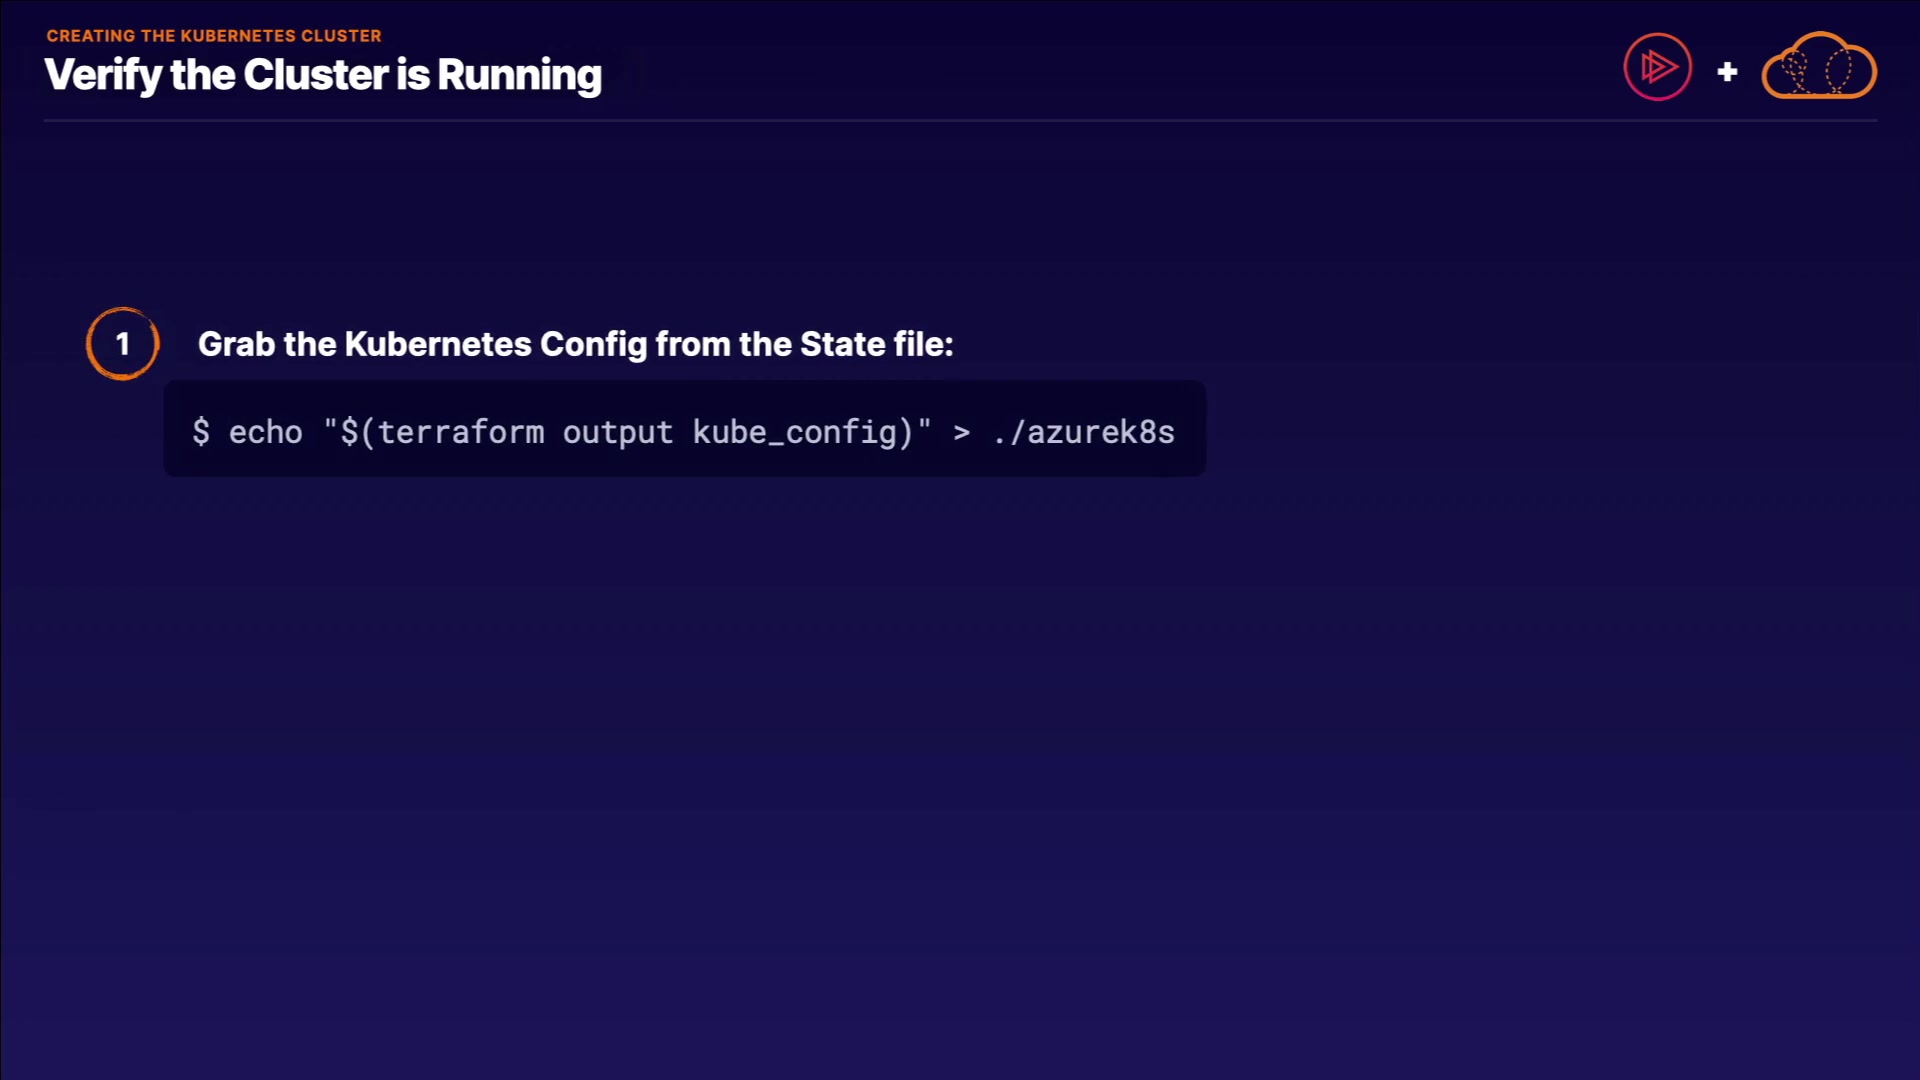 CREATING THE KUBERNETES CLUSTER
Verify the Cluster is Running
+
1
Grab the Kubernetes Config from the State file:
$ echo "$(terraform output kube_config)" > ./azurek8s